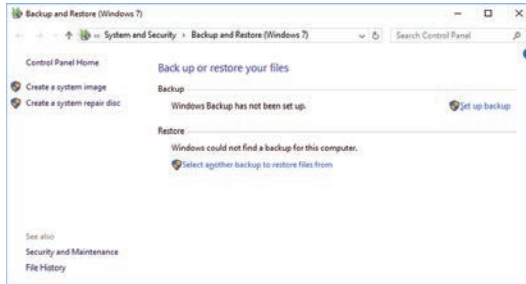 Backup and Restore (Windows 7)
System and Security › Backup and Restore (Windows 7)
Search Control Panel
Control Panel Home
Create a system image
Create a system repair disc
Back up or restore your files
Backup
Windows Backup has not been set up.
Set up backup
Restore
Windows could not find a backup for this computer.
Select another backup to restore files from
See also
Security and Maintenance
File History